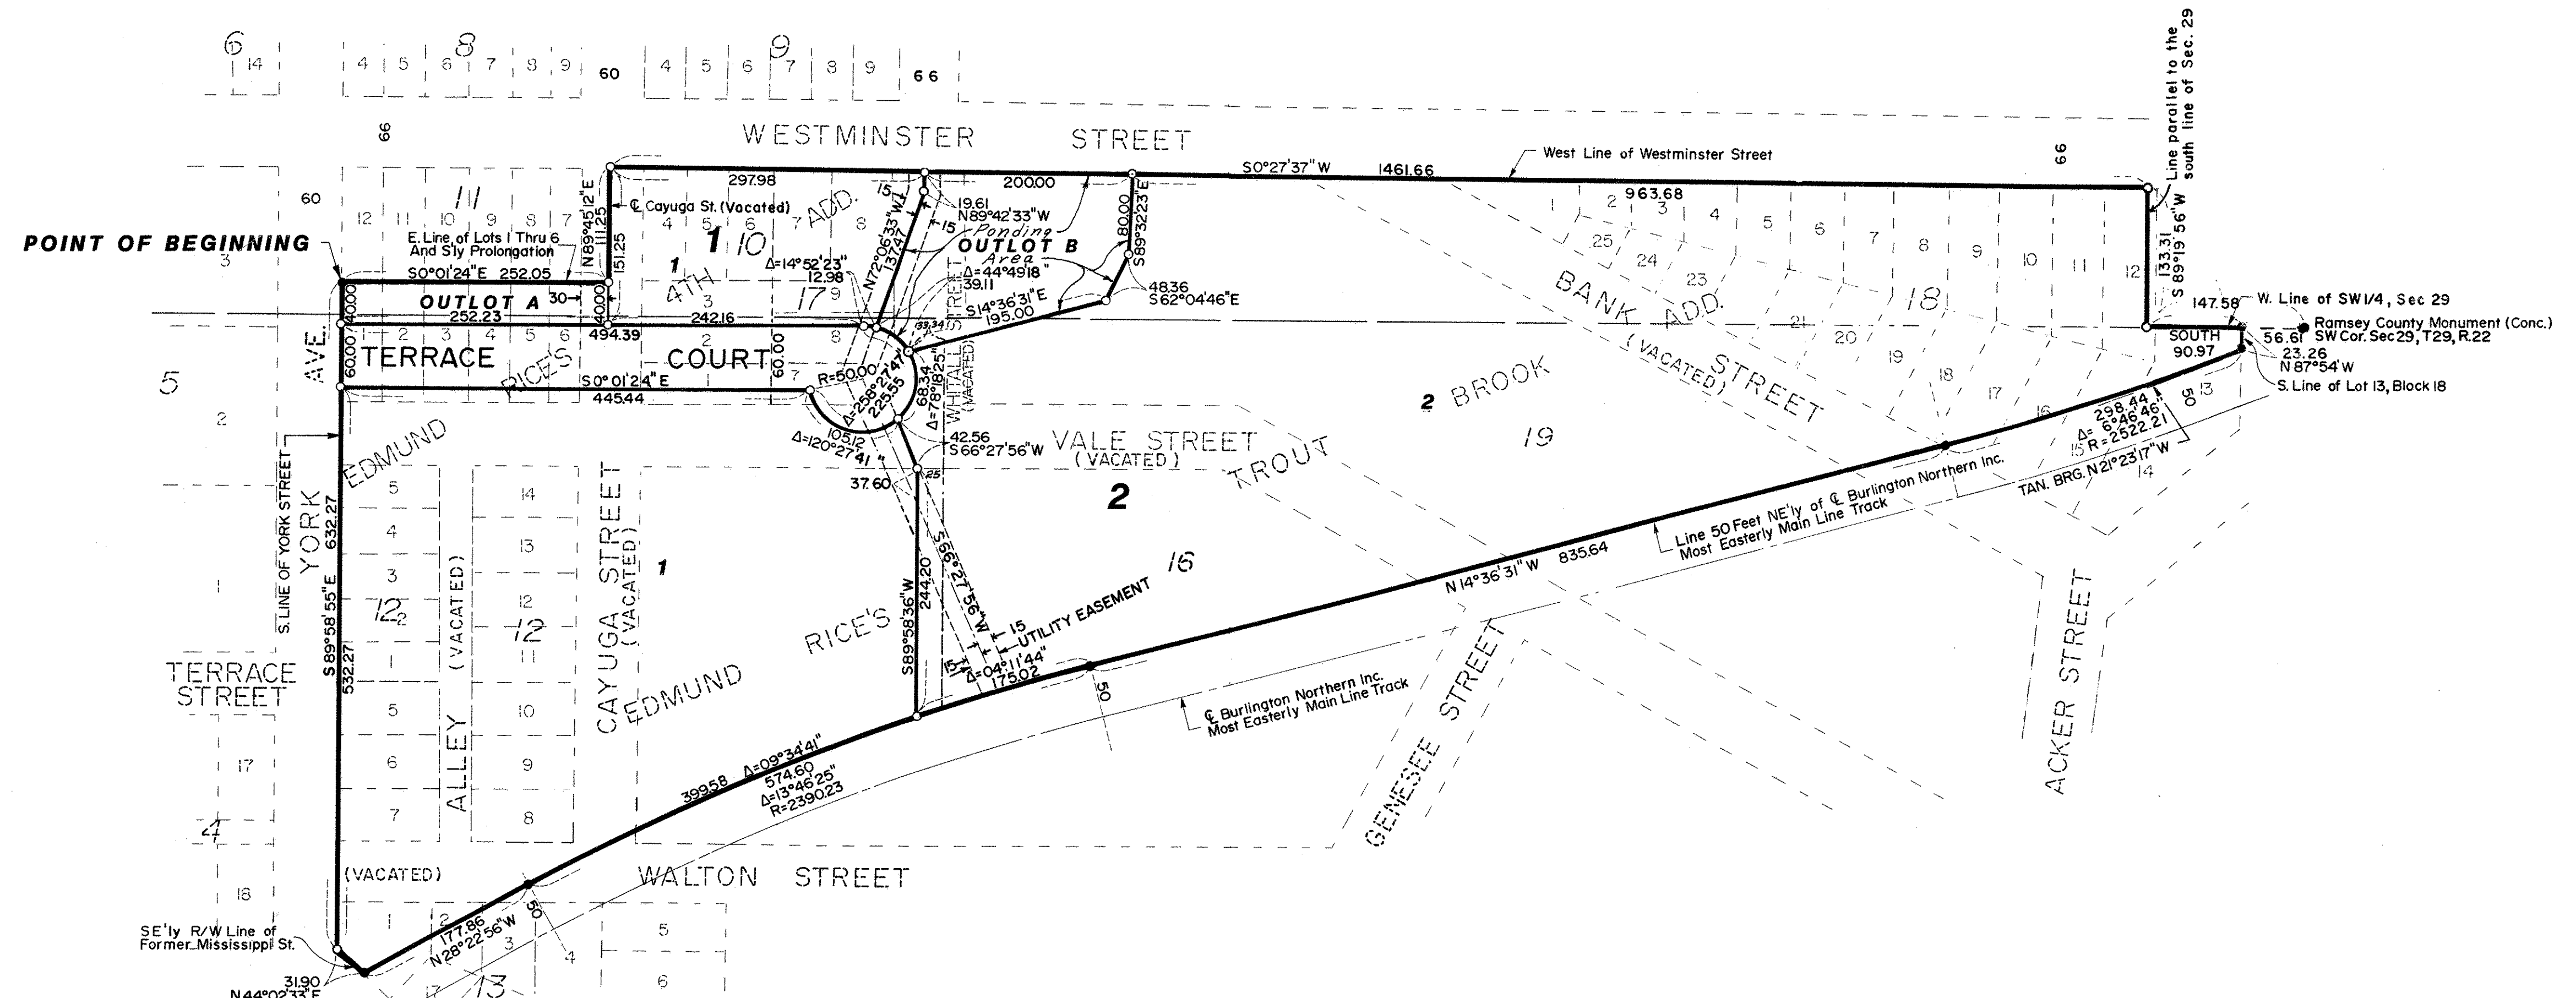 6
14
8
4 5 6 7 8 9
60
9
4 5 6 7 8 9
66
Line parallel to the
south line of Sec. 29
66
WESTMINSTER STREET
S0°27'37"W 1461.66
West Line of Westminster Street
66
297.98
200.00
963.68
60
11
12 11 10 9 8 7
N89°45'12"E
111.25
151.25
℄ Cayuga St. (Vacated)
4 5 6 7 8
1
10
4TH ADD.
15
15
19.61
N89°42'33"W
Ponding
OUTLOT B
Area
80.00
S89°32'23"E
N72°06'33"W
137.47
Δ=14°52'23"
12.98
Δ=44°49'18"
39.11
S14°36'31"E
195.00
48.36
S62°04'46"E
POINT OF BEGINNING
3
E. Line of Lots 1 Thru 6
And S'ly Prolongation
S0°01'24"E 252.05
40.00
OUTLOT A
30
40.00
252.23
1
3
17
9
242.16
494.39
33.34
1 2 3 4 5 6
2
8
7
60.00
TERRACE COURT
60.00
RICE'S
S0°01'24"E
445.44
R=50.00
Δ=258°27'47"
225.55
68.34
Δ=78°18'25"
105.12
Δ=120°27'41"
WHITALL STREET
(VACATED)
42.56
S66°27'56"W
25
37.60
VALE STREET
(VACATED)
2 3 4 5 6 7 8 9 10 11 12
25
24
23
21
20
19
18
17
16
15
14
13
18
BANK ADD.
(VACATED)
STREET
2
BROOK
19
TROUT
133.31
S89°19'56"W
147.58
W. Line of SW1/4, Sec 29
Ramsey County Monument (Conc.)
SW Cor. Sec 29, T29, R.22
56.61
SOUTH
90.97
23.26
N87°54'W
S. Line of Lot 13, Block 18
50
298.44
Δ=6°46'46"
R=2522.21
TAN. BRG. N21°23'17"W
5
2
1
AVE.
YORK
S. LINE OF YORK STREET
EDMUND
632.27
S89°58'55"E
532.27
5
4
3
12
2
1
5
6
7
ALLEY (VACATED)
14
13
12
12
11
10
9
8
CAYUGA STREET
(VACATED)
1
EDMUND RICE'S
2
16
S89°58'36"W
244.20
S66°27'56"W
15
UTILITY EASEMENT
15
Δ=04°11'44"
175.02
50
℄ Burlington Northern Inc.
Most Easterly Main Line Track
N14°36'31"W 835.64
Line 50 Feet NE'ly of ℄ Burlington Northern Inc.
Most Easterly Main Line Track
GENESEE STREET
ACKER STREET
TERRACE
STREET
17
4
18
399.58 Δ=09°34'41"
574.60
Δ=13°46'25"
R=2390.23
(VACATED)
WALTON STREET
SE'ly R/W Line of
Former Mississippi St.
1 2 3 4
177.86
N28°22'56"W
50
5
6
31.90
N44°02'33"E
17
13